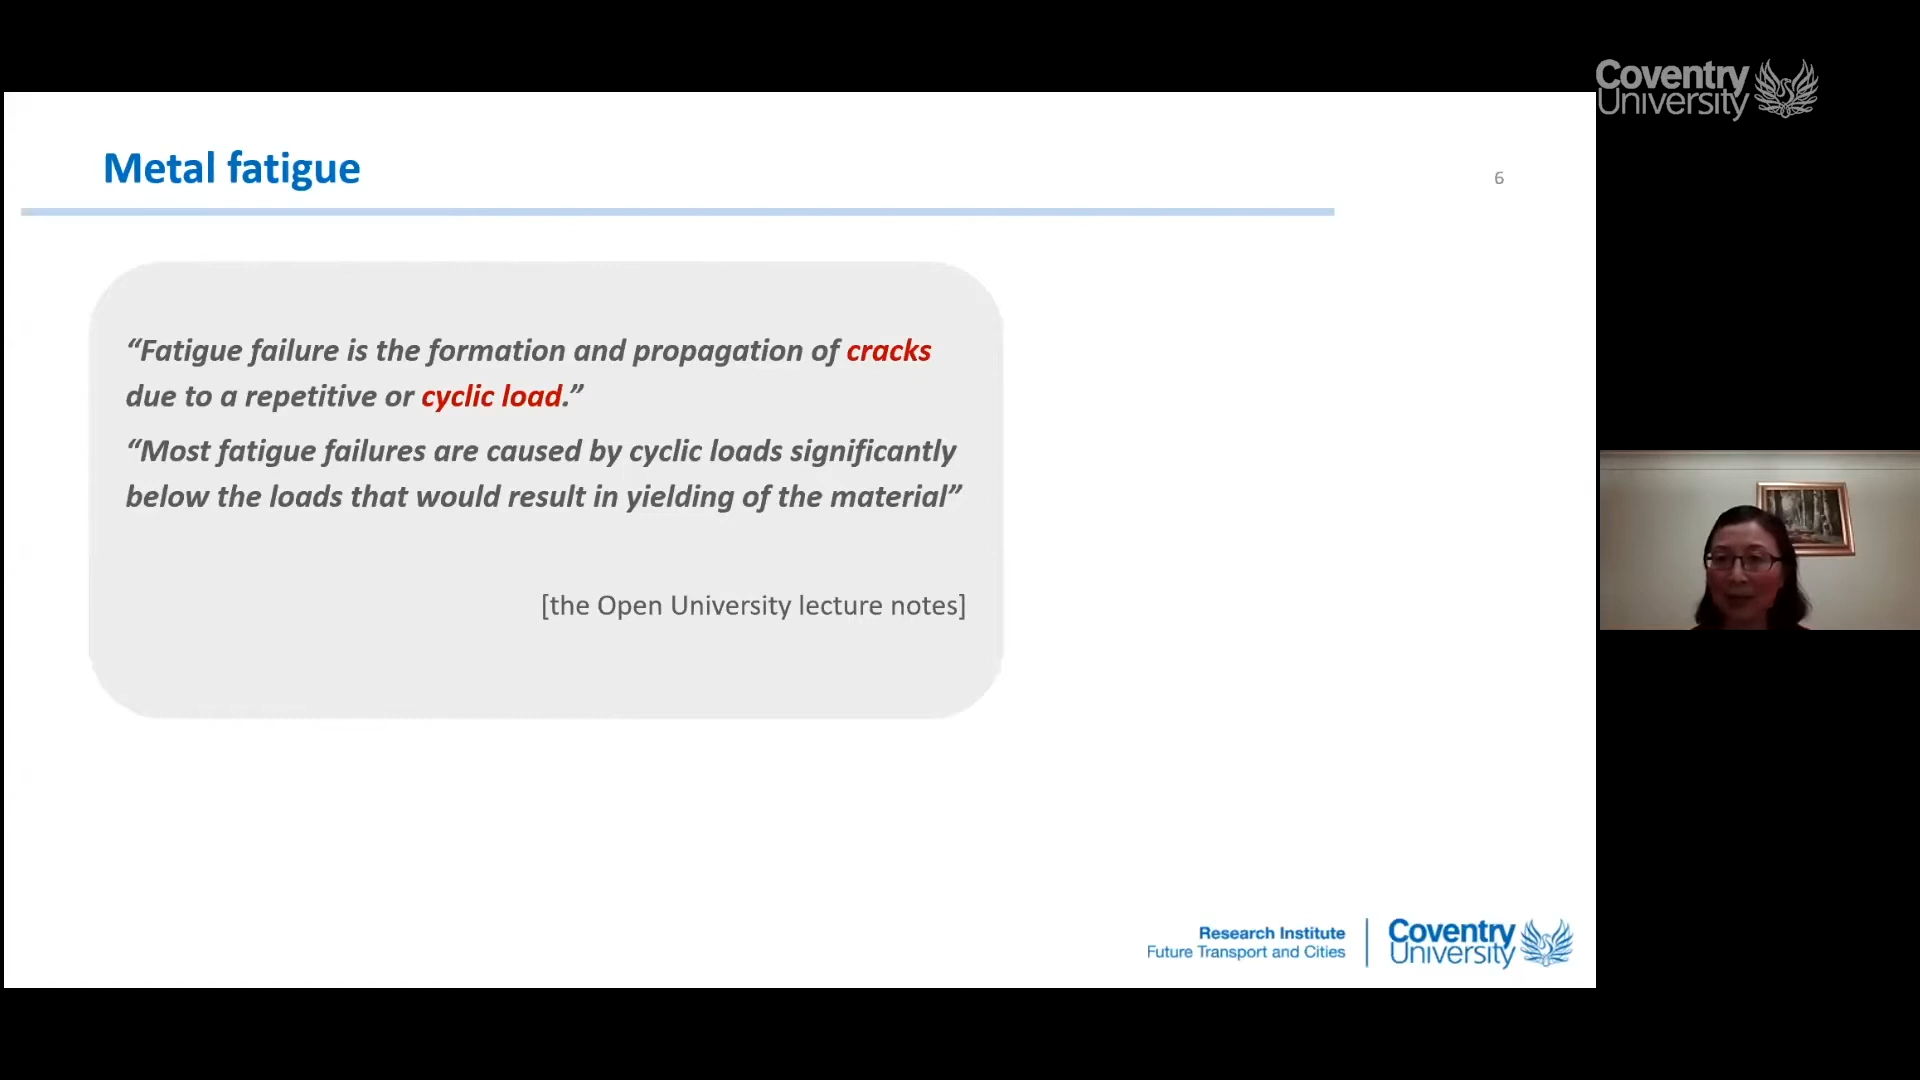 Coventry
University
Metal fatigue
6
“Fatigue failure is the formation and propagation of cracks
due to a repetitive or cyclic load.”
“Most fatigue failures are caused by cyclic loads significantly
below the loads that would result in yielding of the material”
[the Open University lecture notes]
Research Institute
Future Transport and Cities
Coventry
University